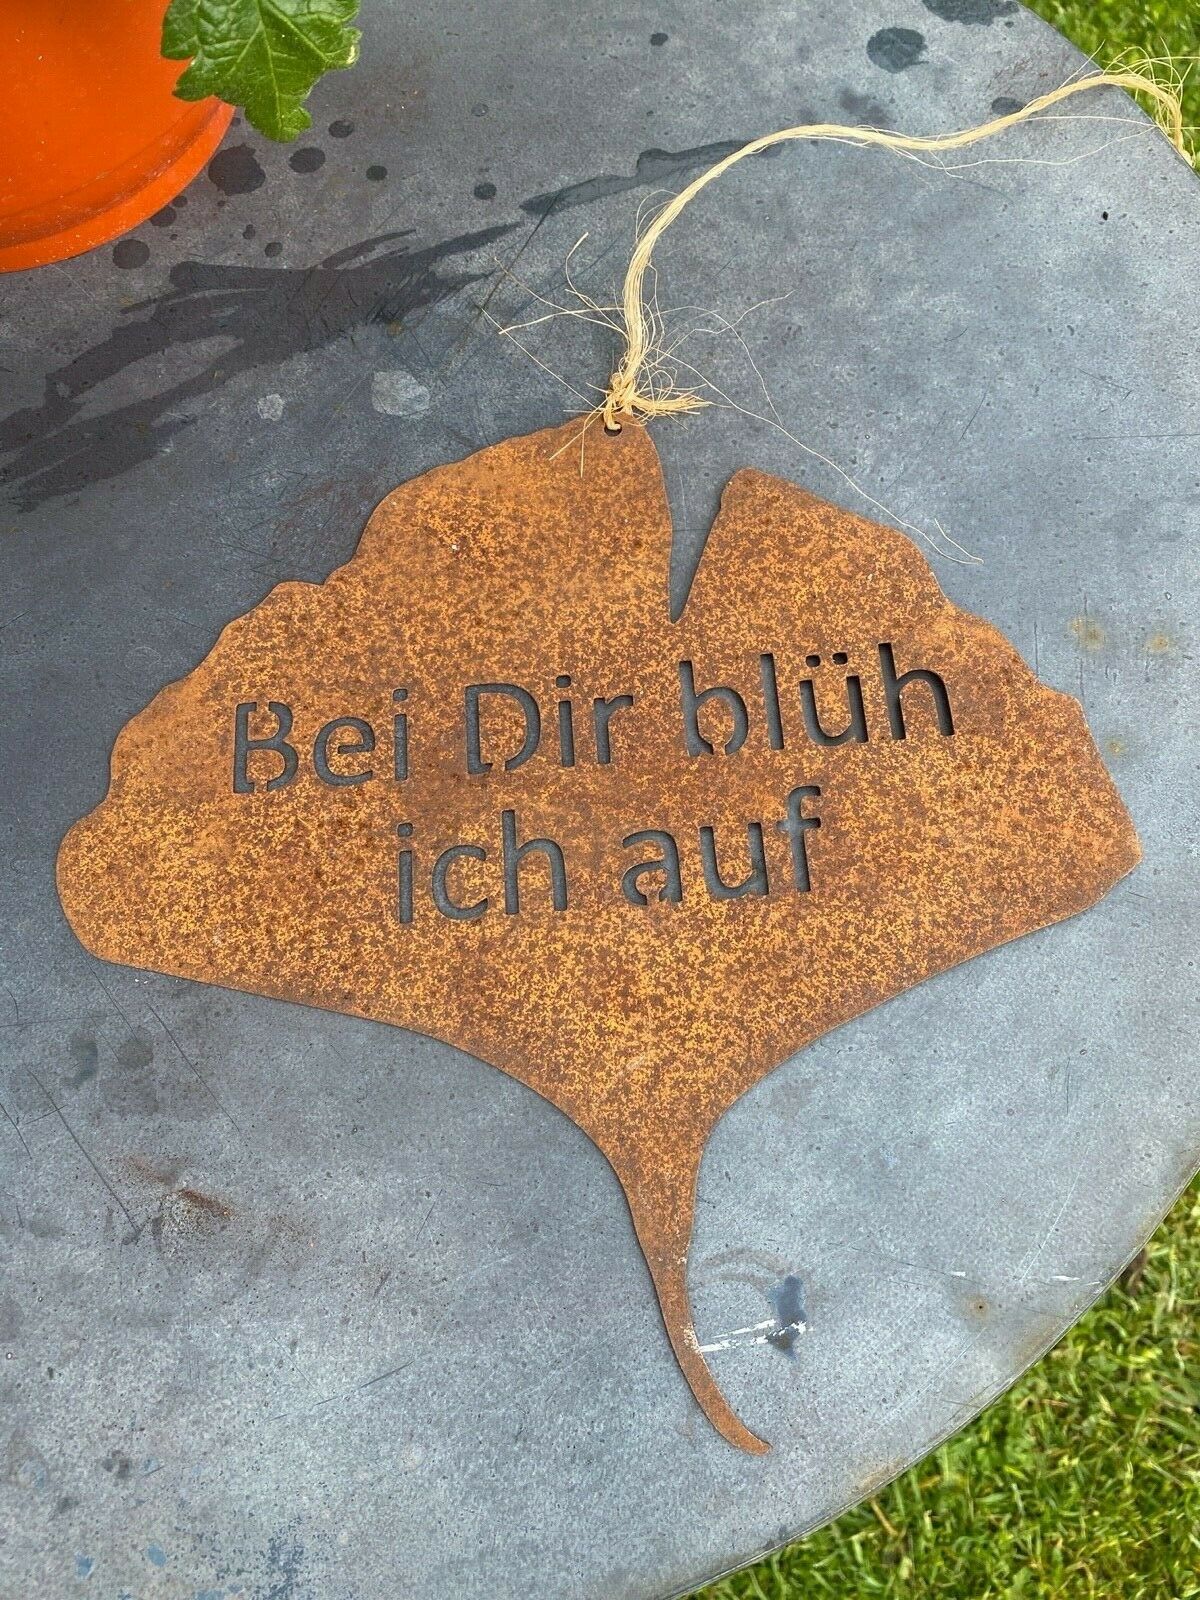 Bei Dir blüh
ich auf